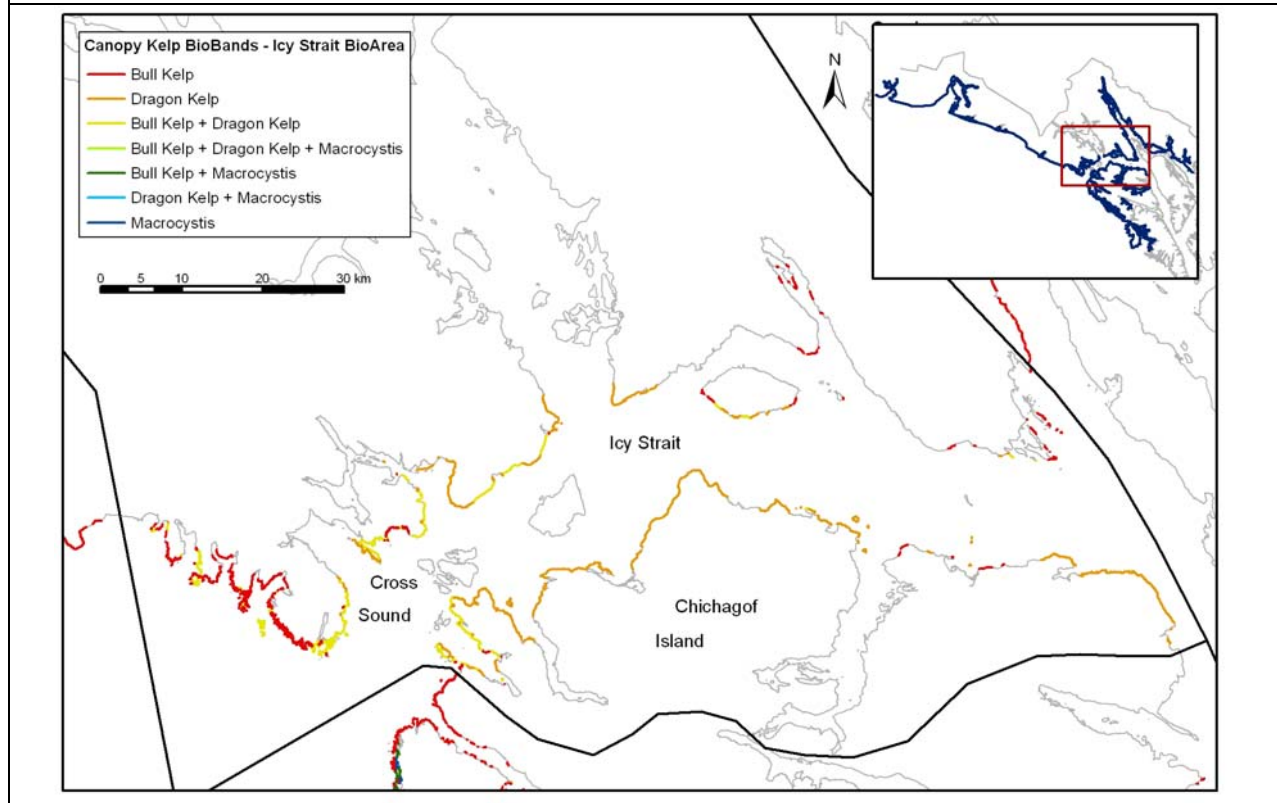 Canopy Kelp BioBands - Icy Strait BioArea
Bull Kelp
Dragon Kelp
Bull Kelp + Dragon Kelp
Bull Kelp + Dragon Kelp + Macrocystis
Bull Kelp + Macrocystis
Dragon Kelp + Macrocystis
Macrocystis
0 5 10 20 30 km
N
Icy Strait
Cross
Sound
Chichagof
Island